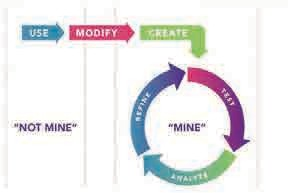 USE MODIFY CREATE
REFINE TEST
"NOT MINE" "MINE"
ANALYZE